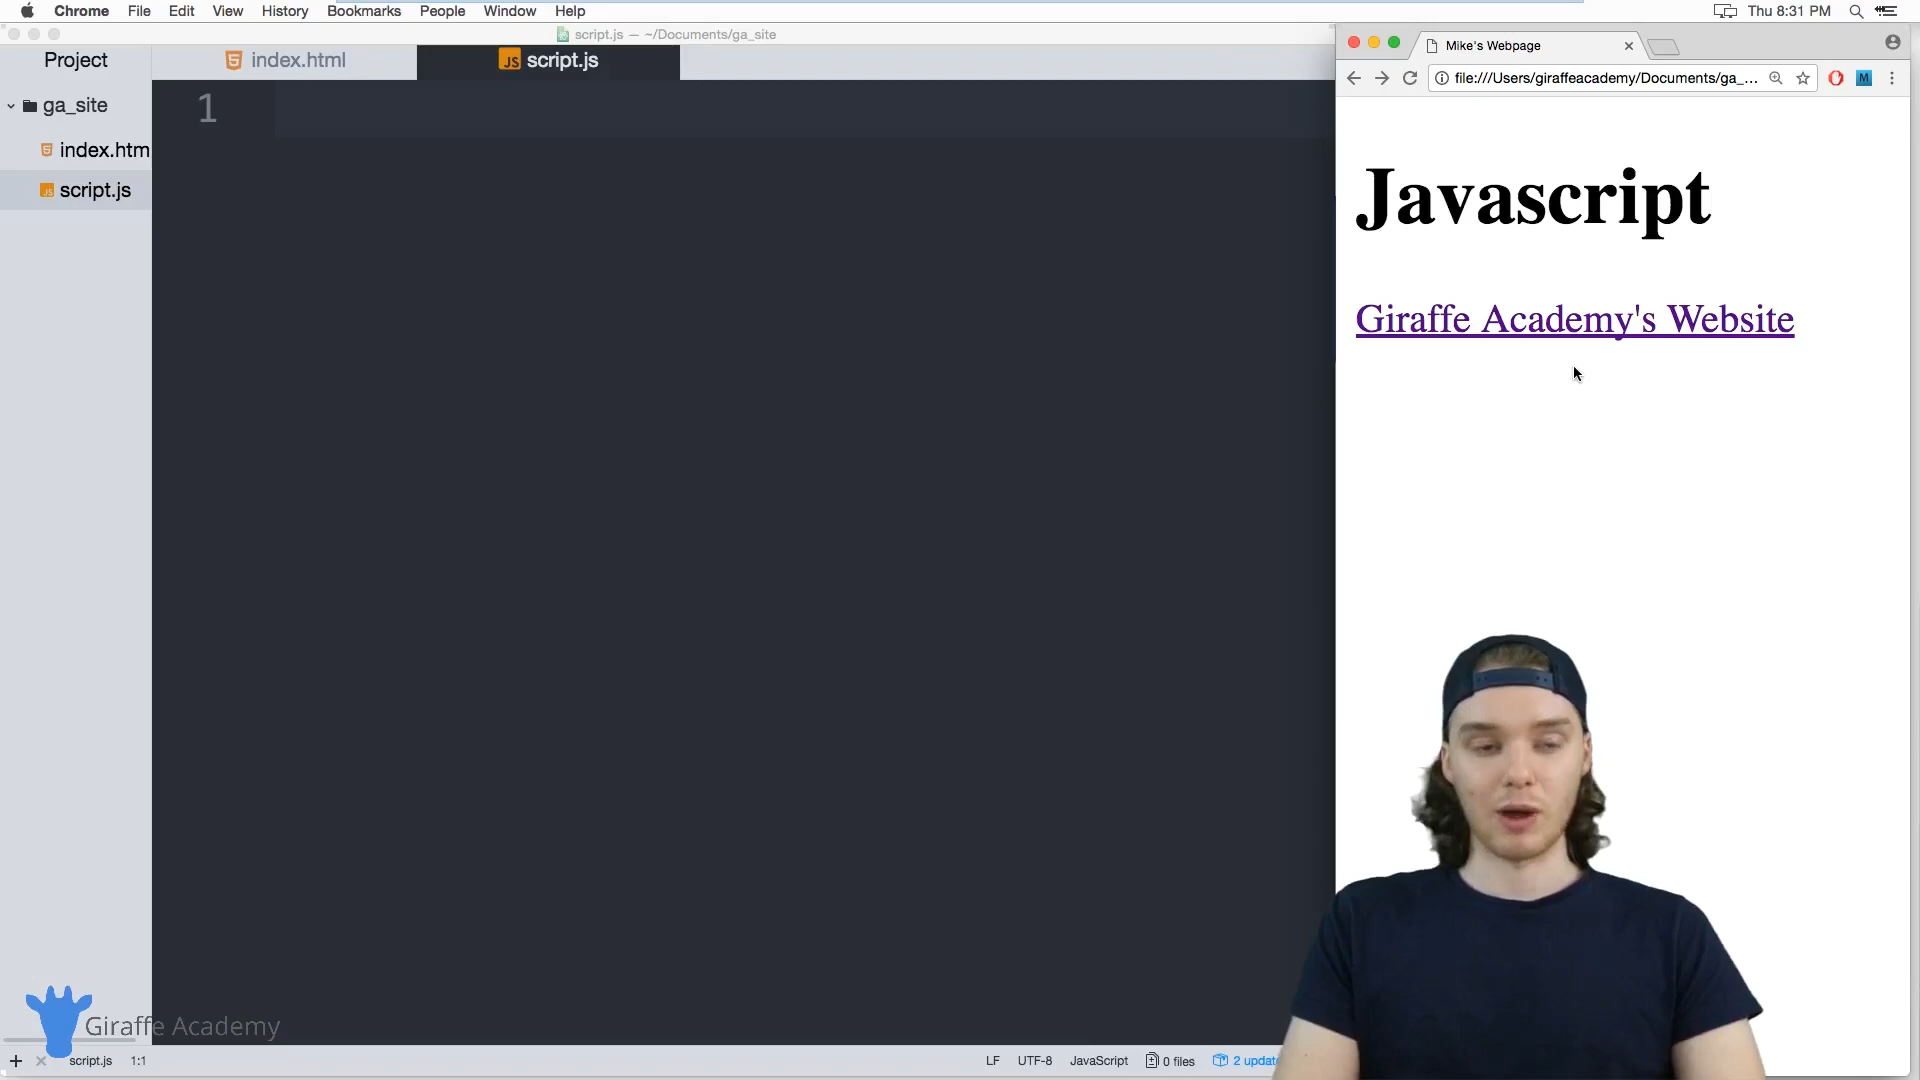 Chrome File Edit View History Bookmarks People Window Help
Thu 8:31 PM
script.js — ~/Documents/ga_site
Project
index.html
script.js
Mike's Webpage
file:///Users/giraffeacademy/Documents/ga_...
M
ga_site
index.htm
script.js
1
Javascript
Giraffe Academy's Website
Giraffe Academy
script.js 1:1
LF UTF-8 JavaScript 0 files 2 update